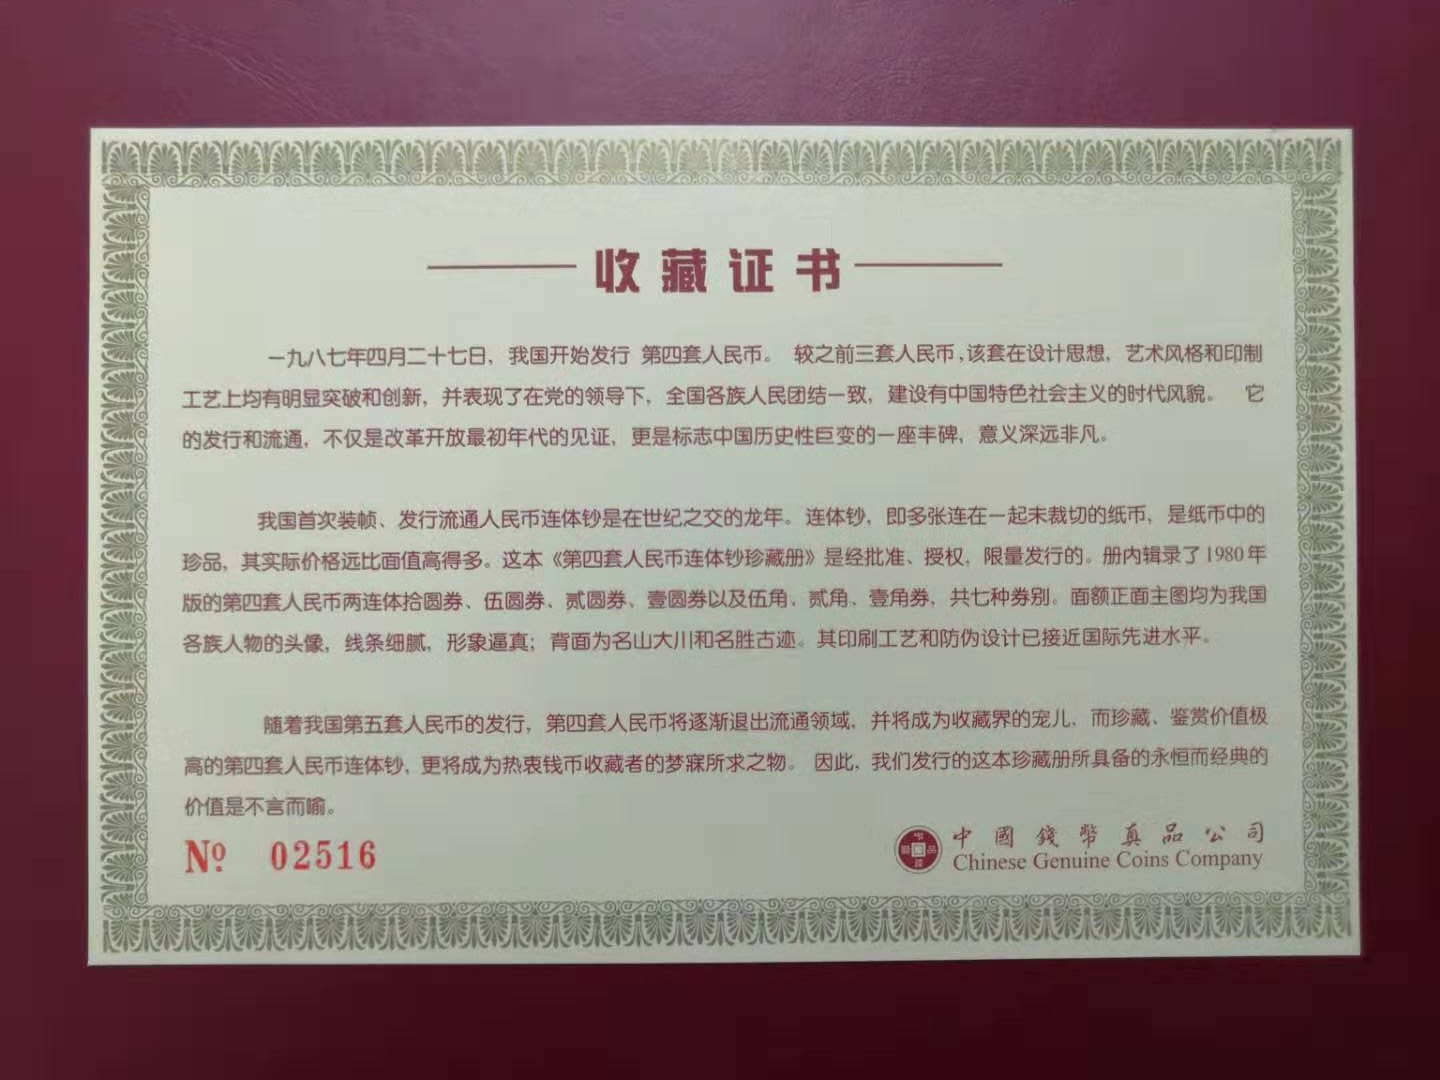 收藏证书
一九八七年四月二十七日，我国开始发行 第四套人民币。 较之前三套人民币，该套在设计思想，艺术风格和印制
工艺上均有明显突破和创新，并表现了在党的领导下，全国各族人民团结一致，建设有中国特色社会主义的时代风貌。 它
的发行和流通，不仅是改革开放最初年代的见证，更是标志中国历史性巨变的一座丰碑，意义深远非凡。
我国首次装帧、发行流通人民币连体钞是在世纪之交的龙年。连体钞，即多张连在一起未裁切的纸币，是纸币中的
珍品，其实际价格远比面值高得多。这本《第四套人民币连体钞珍藏册》是经批准、授权，限量发行的。册内辑录了1980年
版的第四套人民币两连体拾圆券、伍圆券、贰圆券、壹圆券以及伍角、贰角、壹角券，共七种券别。面额正面主图均为我国
各族人物的头像，线条细腻，形象逼真；背面为名山大川和名胜古迹。其印刷工艺和防伪设计已接近国际先进水平。
随着我国第五套人民币的发行，第四套人民币将逐渐退出流通领域，并将成为收藏界的宠儿、而珍藏、鉴赏价值极
高的第四套人民币连体钞，更将成为热衷钱币收藏者的梦寐所求之物。 因此，我们发行的这本珍藏册所具备的永恒而经典的
价值是不言而喻。
№ 02516
中國錢幣真品公司
Chinese Genuine Coins Company